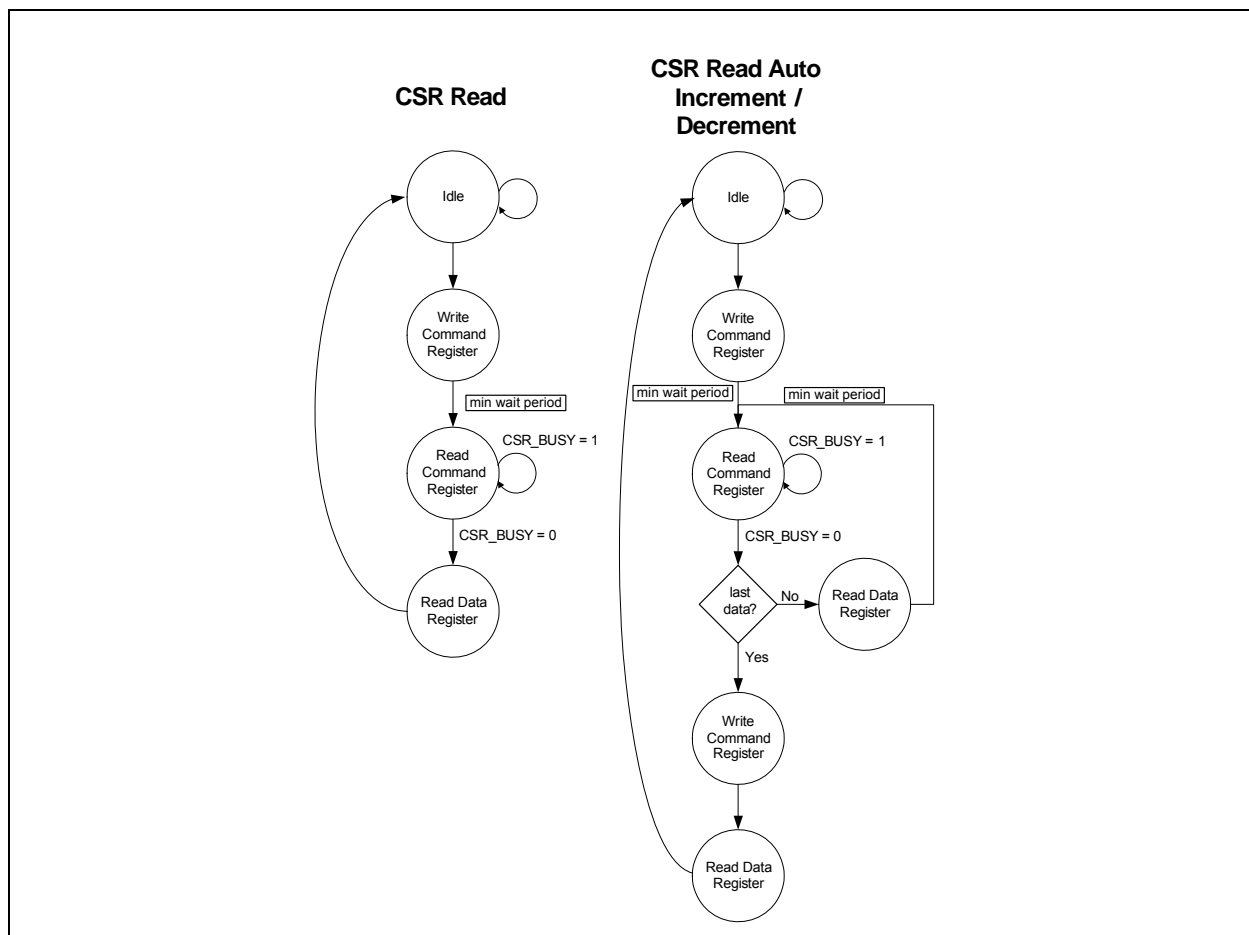 CSR Read
Idle
Write
Command
Register
min wait period
Read
Command
Register
CSR_BUSY = 1
CSR_BUSY = 0
Read Data
Register
CSR Read Auto
Increment /
Decrement
Idle
Write
Command
Register
min wait period
min wait period
Read
Command
Register
CSR_BUSY = 1
CSR_BUSY = 0
last
data?
No
Read Data
Register
Yes
Write
Command
Register
Read Data
Register